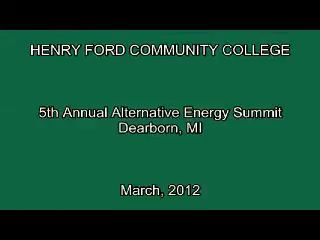 HENRY FORD COMMUNITY COLLEGE
5th Annual Alternative Energy Summit
Dearborn, MI
March, 2012